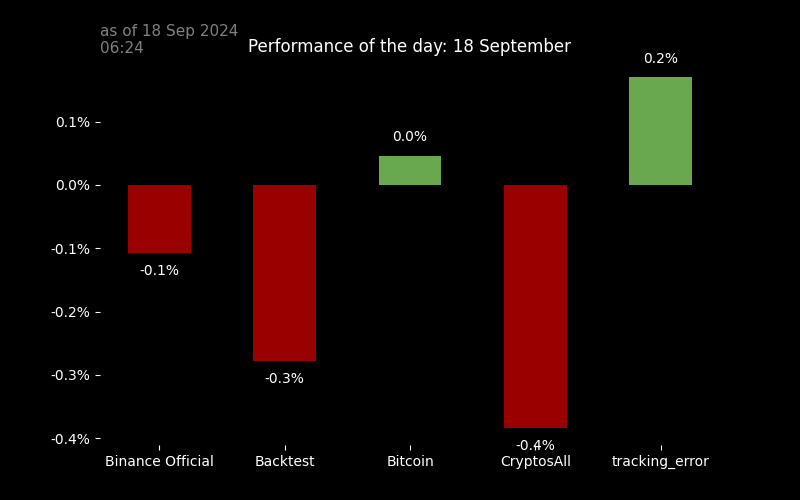 as of 18 Sep 2024
06:24
Performance of the day: 18 September
0.2%
0.1%
0.0%
0.0%
-0.1%
-0.1%
-0.2%
-0.3%
-0.3%
-0.4%
-0.4%
Binance Official
Backtest
Bitcoin
CryptosAll
tracking_error